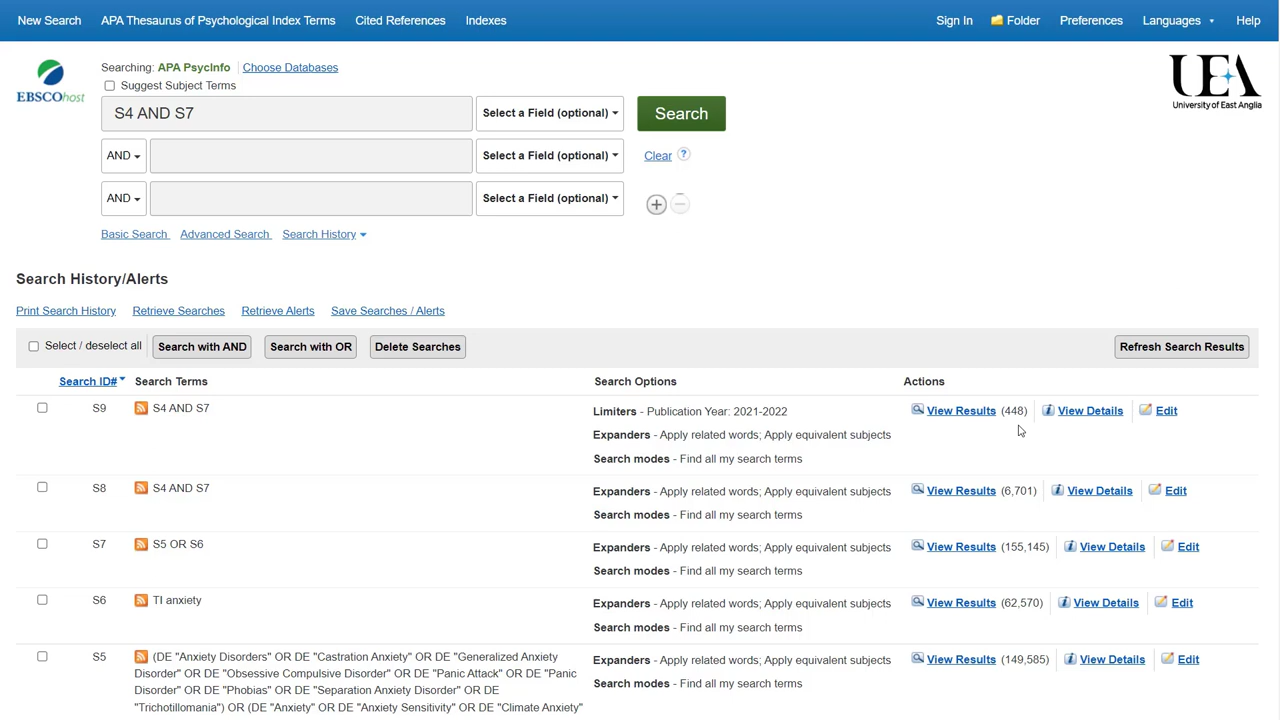 New Search APA Thesaurus of Psychological Index Terms Cited References Indexes Sign In Folder Preferences Languages Help
Searching: APA PsycInfo Choose Databases
Suggest Subject Terms
EBSCOhost
UEA
University of East Anglia
S4 AND S7 Select a Field (optional) Search
AND Select a Field (optional) Clear ?
AND Select a Field (optional)
Basic Search Advanced Search Search History
Search History/Alerts
Print Search History Retrieve Searches Retrieve Alerts Save Searches / Alerts
Select / deselect all Search with AND Search with OR Delete Searches Refresh Search Results
Search ID# Search Terms Search Options Actions
S9 S4 AND S7 Limiters - Publication Year: 2021-2022 View Results (448) View Details Edit
Expanders - Apply related words; Apply equivalent subjects
Search modes - Find all my search terms
S8 S4 AND S7 Expanders - Apply related words; Apply equivalent subjects View Results (6,701) View Details Edit
Search modes - Find all my search terms
S7 S5 OR S6 Expanders - Apply related words; Apply equivalent subjects View Results (155,145) View Details Edit
Search modes - Find all my search terms
S6 TI anxiety Expanders - Apply related words; Apply equivalent subjects View Results (62,570) View Details Edit
Search modes - Find all my search terms
S5 (DE "Anxiety Disorders" OR DE "Castration Anxiety" OR DE "Generalized Anxiety Expanders - Apply related words; Apply equivalent subjects View Results (149,585) View Details Edit
Disorder" OR DE "Obsessive Compulsive Disorder" OR DE "Panic Attack" OR DE "Panic Search modes - Find all my search terms
Disorder" OR DE "Phobias" OR DE "Separation Anxiety Disorder" OR DE
"Trichotillomania") OR (DE "Anxiety" OR DE "Anxiety Sensitivity" OR DE "Climate Anxiety"